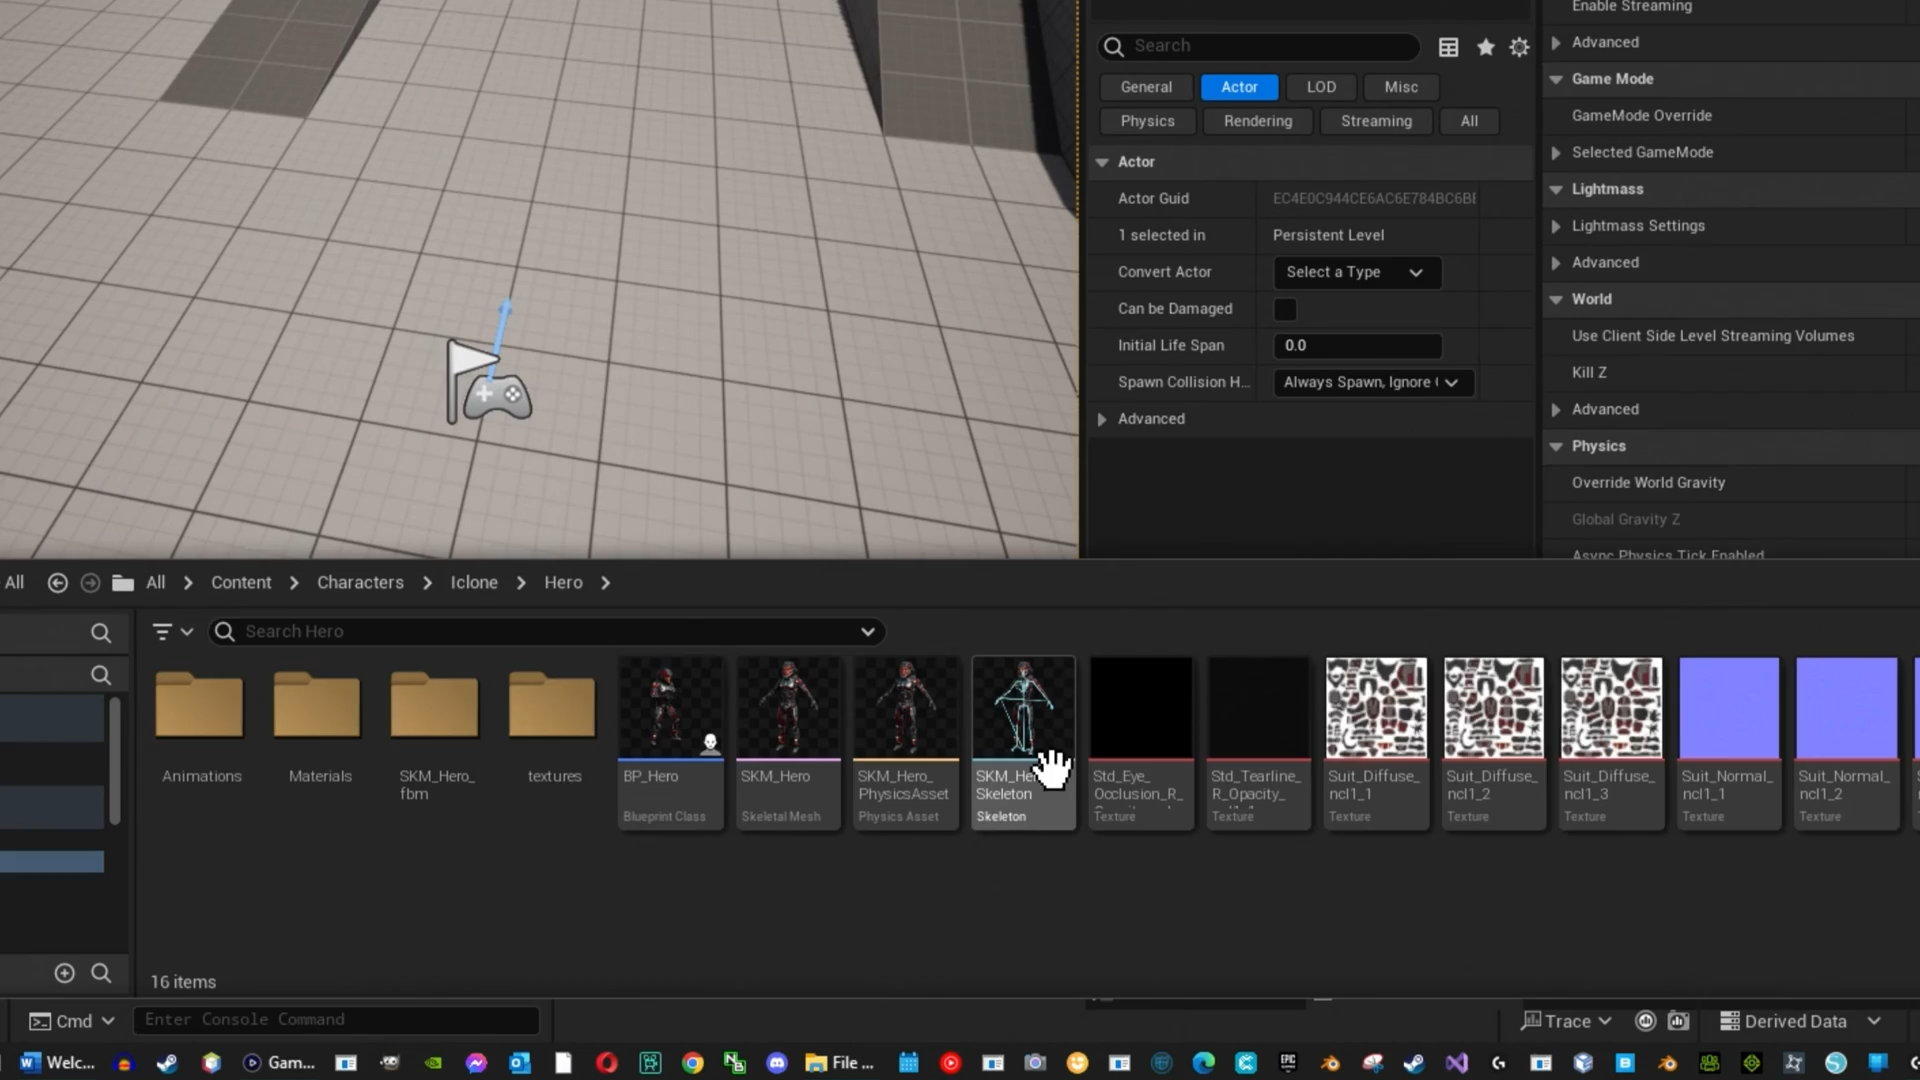 Search
General
Actor
LOD
Misc
Physics
Rendering
Streaming
All
Actor
Actor Guid
EC4E0C944CE6AC6E784BC6BE
1 selected in
Persistent Level
Convert Actor
Select a Type
Can be Damaged
Initial Life Span
0.0
Spawn Collision H...
Always Spawn, Ignore
Advanced
Enable Streaming
Advanced
Game Mode
GameMode Override
Selected GameMode
Lightmass
Lightmass Settings
Advanced
World
Use Client Side Level Streaming Volumes
Kill Z
Advanced
Physics
Override World Gravity
Global Gravity Z
Async Physics Tick Enabled
All
All > Content > Characters > Iclone > Hero >
Search Hero
Animations
Materials
SKM_Hero_
fbm
textures
BP_Hero
Blueprint Class
SKM_Hero
Skeletal Mesh
SKM_Hero_
PhysicsAsset
Physics Asset
Skeleton
Skeleton
Std_Eye_
Occlusion_R_
Texture
Std_Tearline_
R_Opacity_
Texture
Suit_Diffuse_
ncl1_1
Texture
Suit_Diffuse_
ncl1_2
Texture
Suit_Diffuse_
ncl1_3
Texture
Suit_Normal_
ncl1_1
Texture
Suit_Normal_
ncl1_2
Texture
16 items
Cmd
Enter Console Command
Trace
Derived Data
Welc...
Gam...
File ...